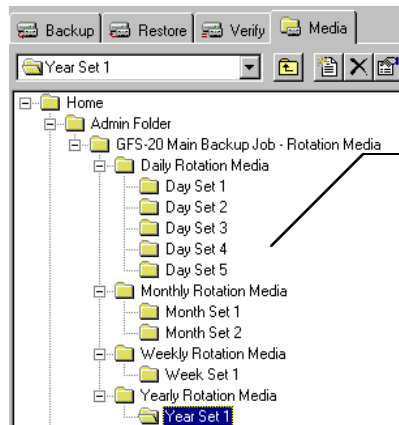 Backup Restore Verify Media
Year Set 1
Home
Admin Folder
GFS-20 Main Backup Job - Rotation Media
Daily Rotation Media
Day Set 1
Day Set 2
Day Set 3
Day Set 4
Day Set 5
Monthly Rotation Media
Month Set 1
Month Set 2
Weekly Rotation Media
Week Set 1
Yearly Rotation Media
Year Set 1